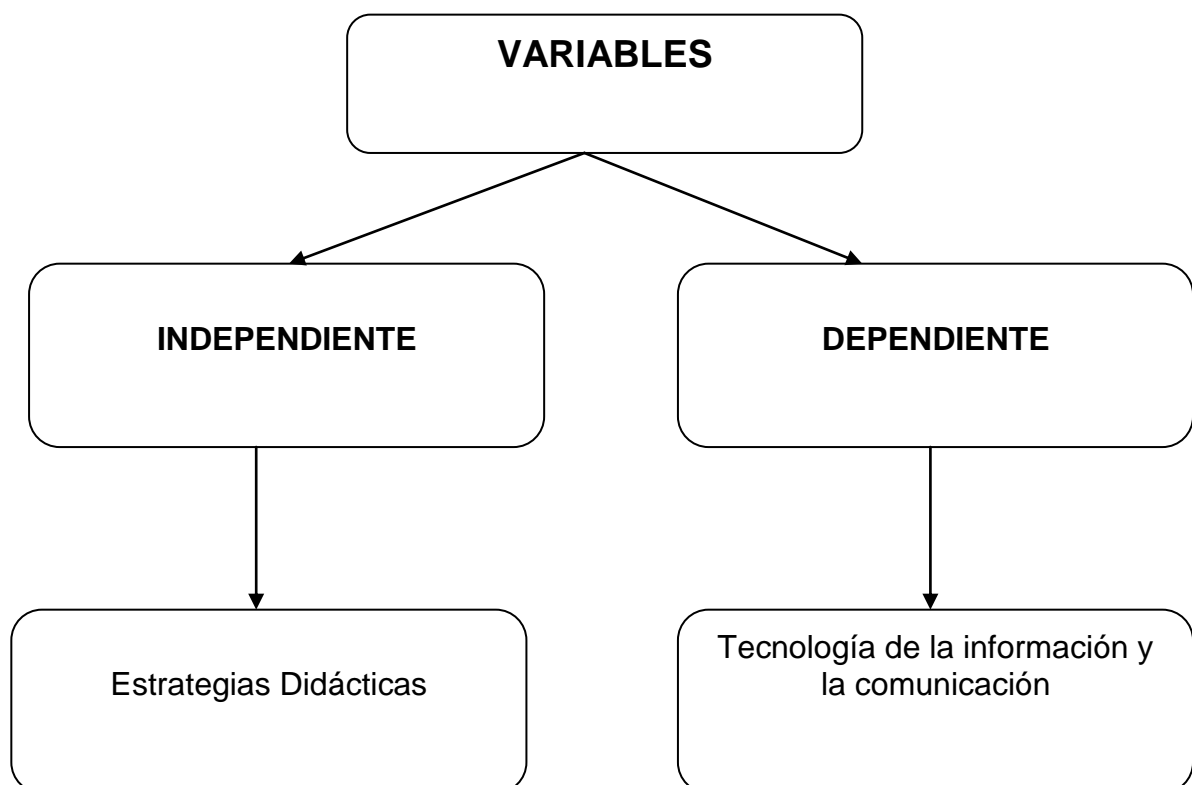 VARIABLES
INDEPENDIENTE
DEPENDIENTE
Estrategias Didácticas
Tecnología de la información y
la comunicación